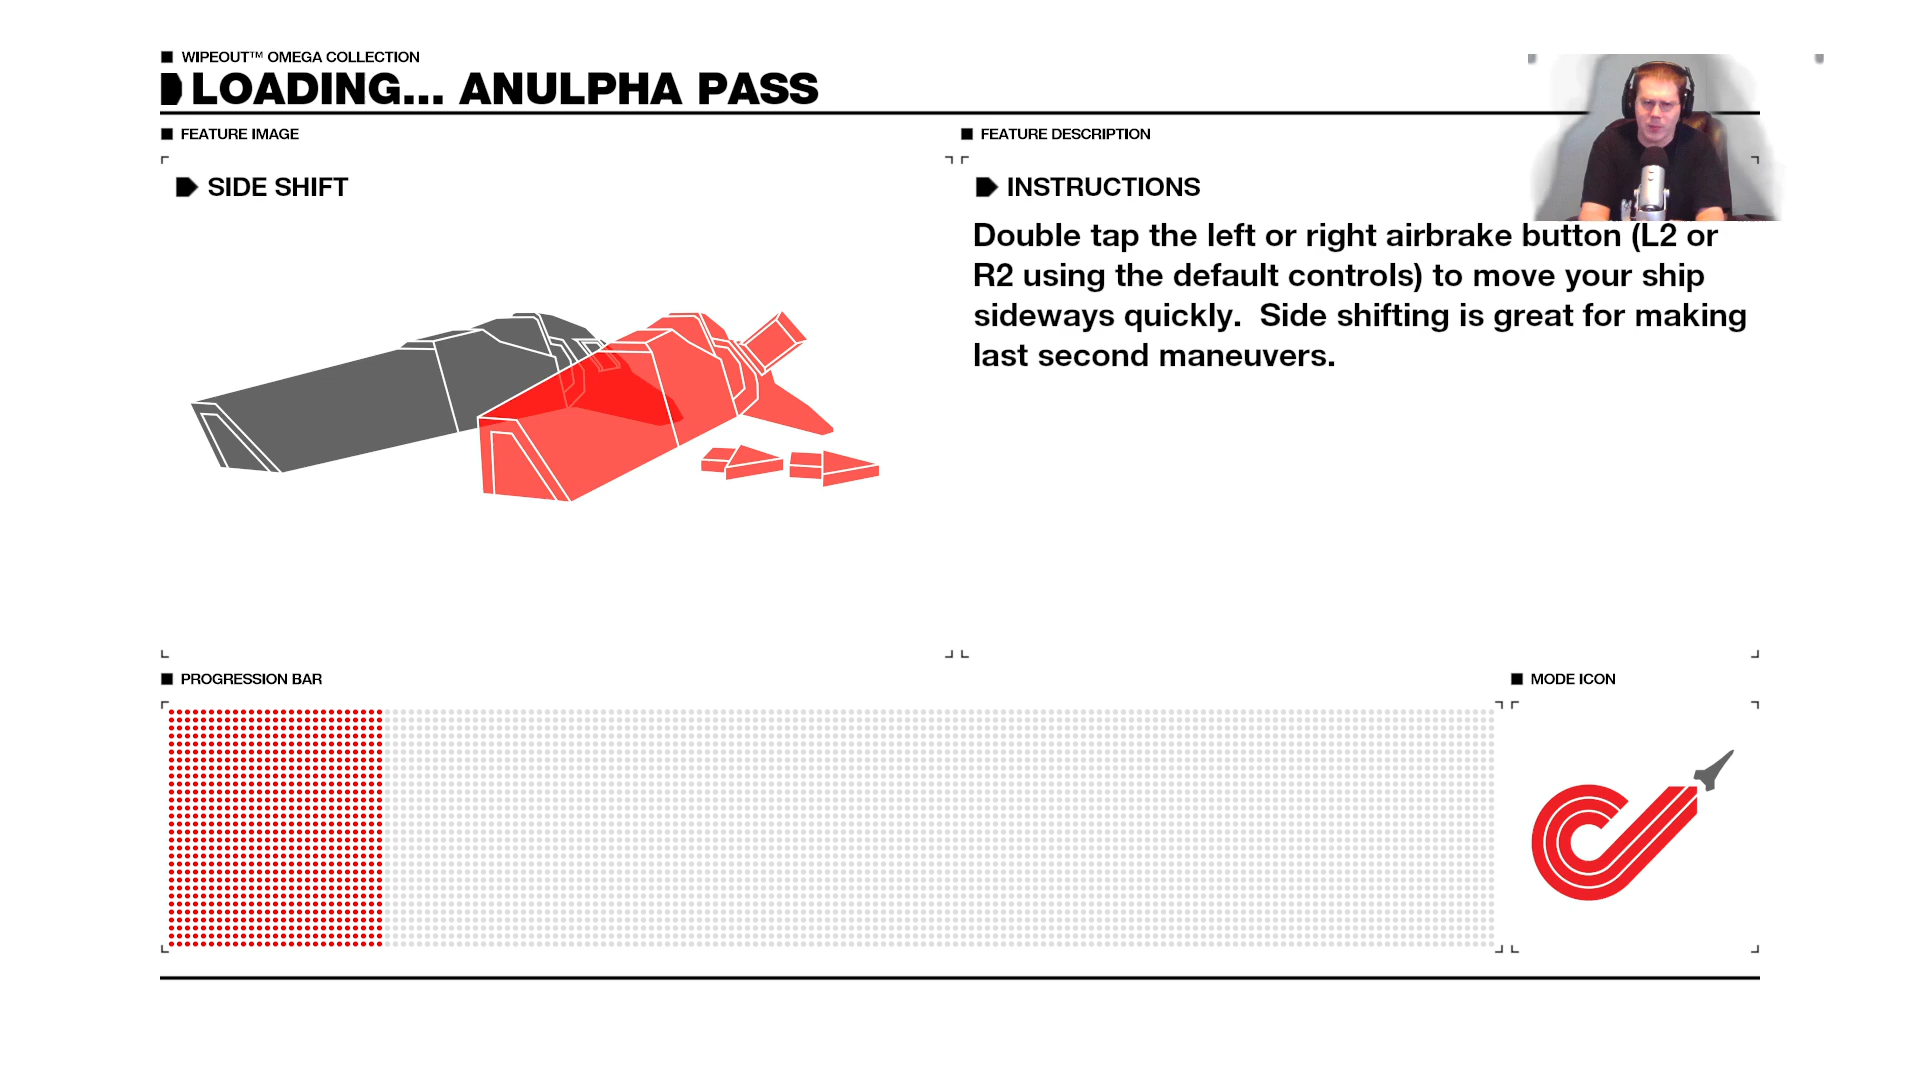 WIPEOUT™ OMEGA COLLECTION
LOADING... ANULPHA PASS
FEATURE IMAGE
FEATURE DESCRIPTION
SIDE SHIFT
INSTRUCTIONS
Double tap the left or right airbrake button (L2 or
R2 using the default controls) to move your ship
sideways quickly.  Side shifting is great for making
last second maneuvers.
PROGRESSION BAR
MODE ICON